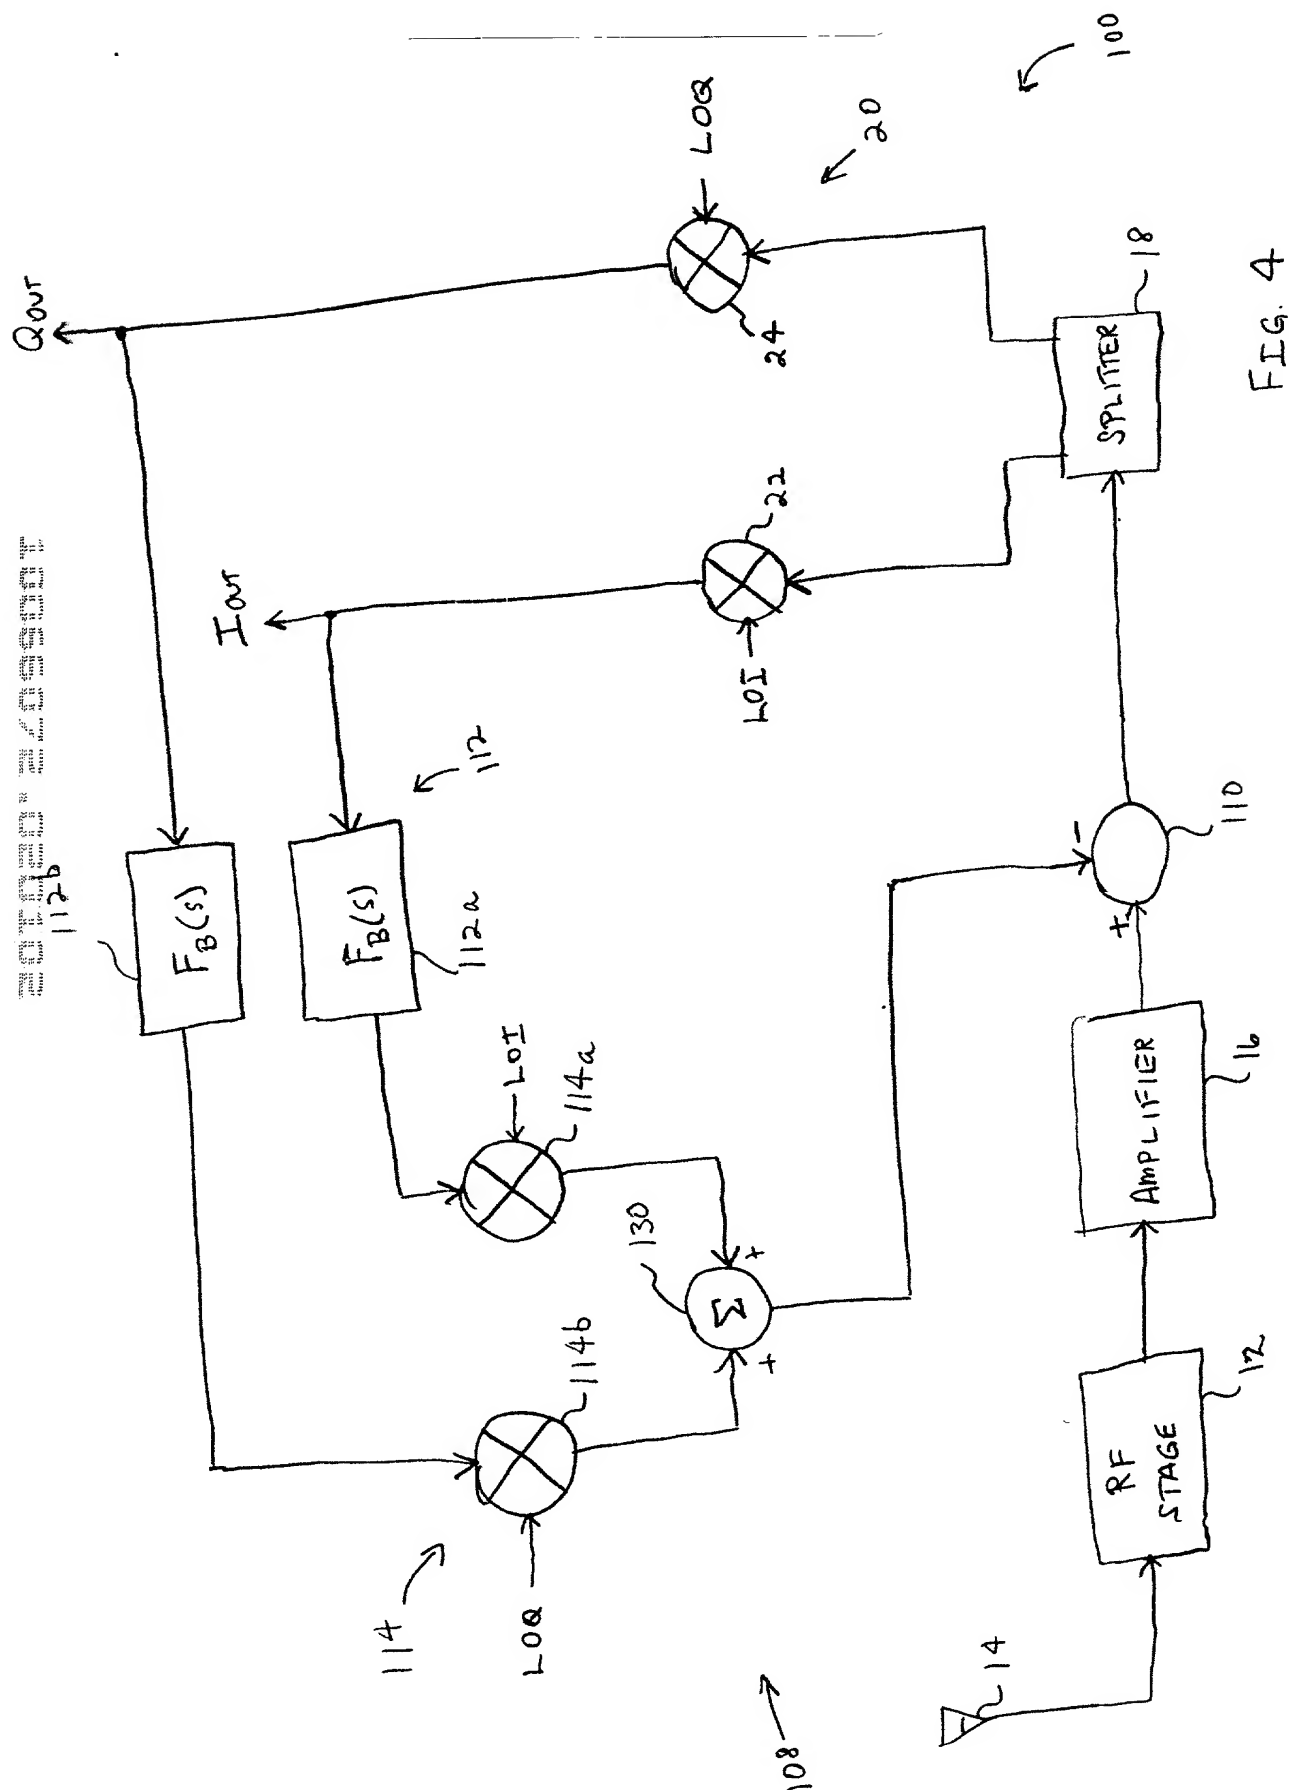 100
20
LOQ
QOUT
24
18
SPLITTER
FIG. 4
22
IOUT
LOI
112
110
-
+
112b
FB(s)
FB(s)
112a
LOI
114a
130
Σ
+
+
114b
LOQ
114
AMPLIFIER
16
RF
STAGE
12
14
108